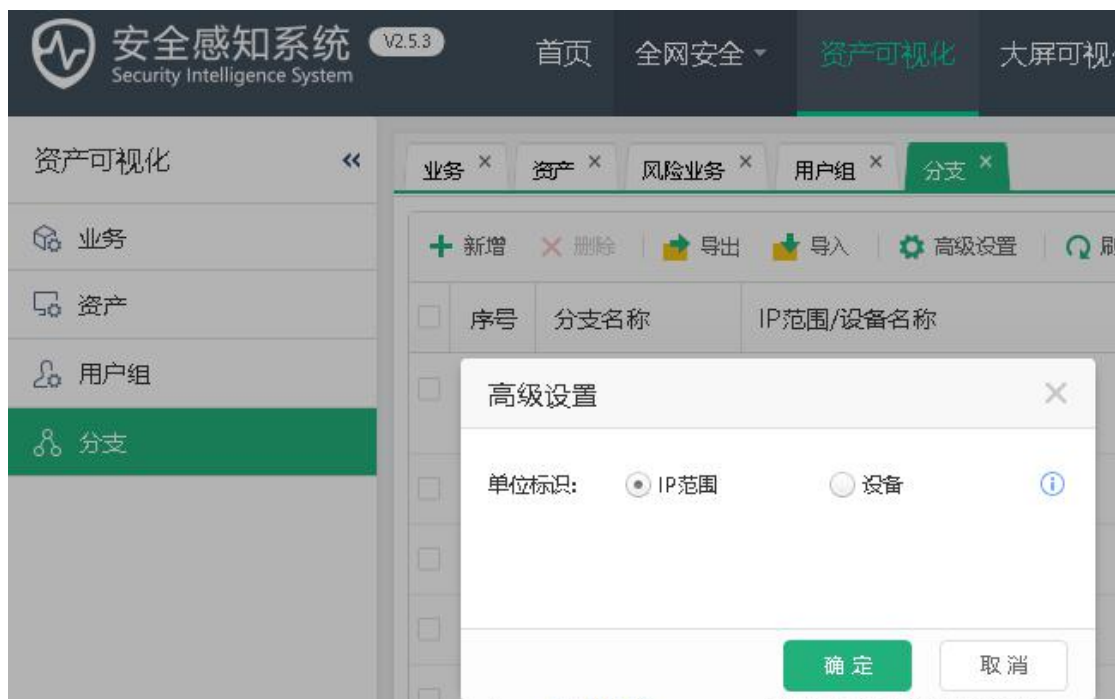 安全感知系统 V2.5.3 首页 全网安全 资产可视化 大屏可视
Security Intelligence System
资产可视化
业务 资产 风险业务 用户组 分支
业务
新增 删除 导出 导入 高级设置
序号 分支名称 IP范围/设备名称
资产
用户组
分支
高级设置
单位标识: IP范围 设备
确定 取消